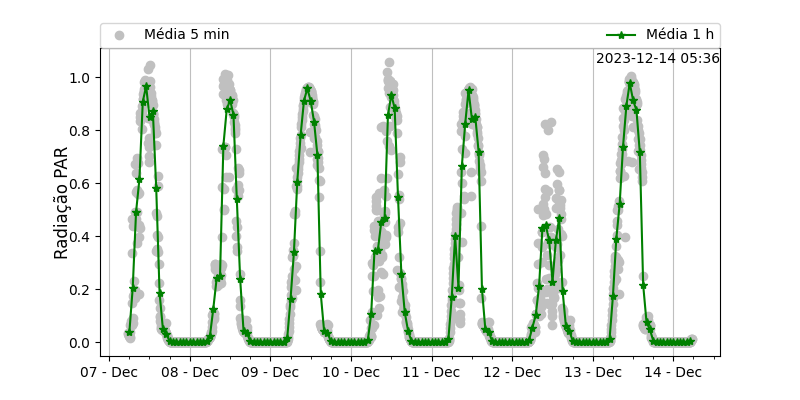 Média 5 min
Média 1 h
2023-12-14 05:36
Radiação PAR
1.0
0.8
0.6
0.4
0.2
0.0
07 - Dec
08 - Dec
09 - Dec
10 - Dec
11 - Dec
12 - Dec
13 - Dec
14 - Dec